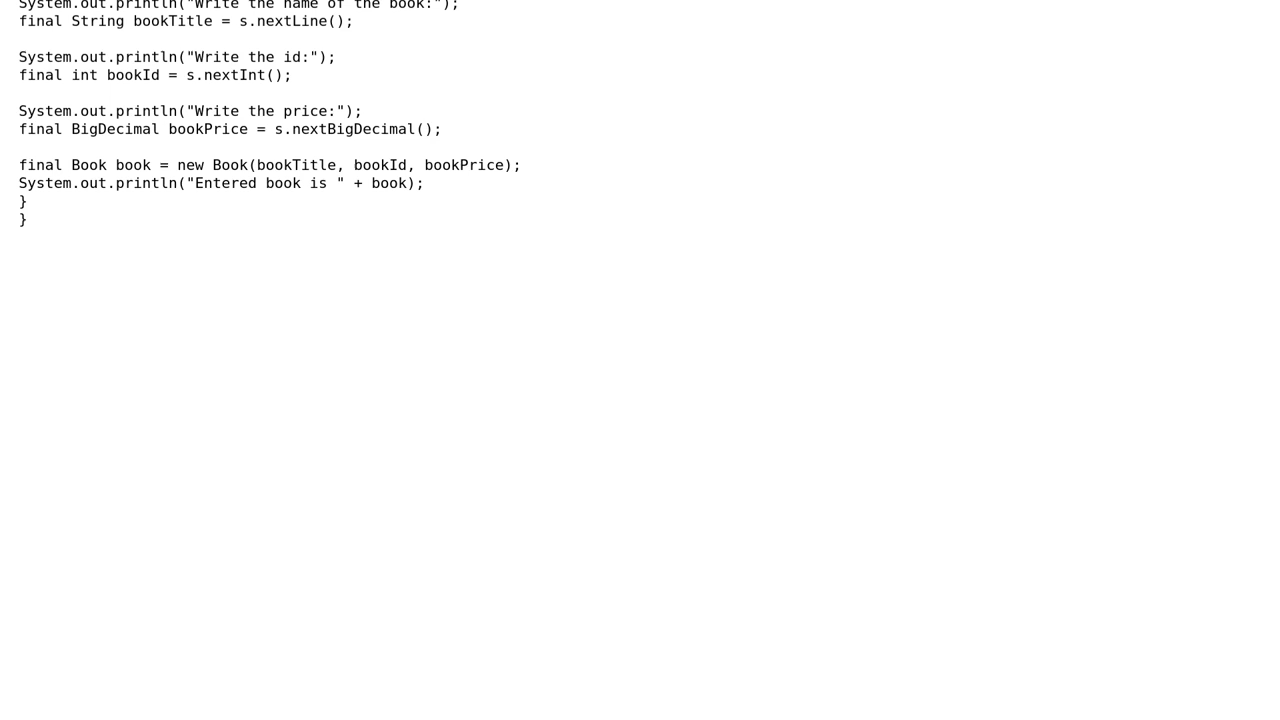 System.out.println("Write the name of the book:");
final String bookTitle = s.nextLine();

System.out.println("Write the id:");
final int bookId = s.nextInt();

System.out.println("Write the price:");
final BigDecimal bookPrice = s.nextBigDecimal();

final Book book = new Book(bookTitle, bookId, bookPrice);
System.out.println("Entered book is " + book);
}
}